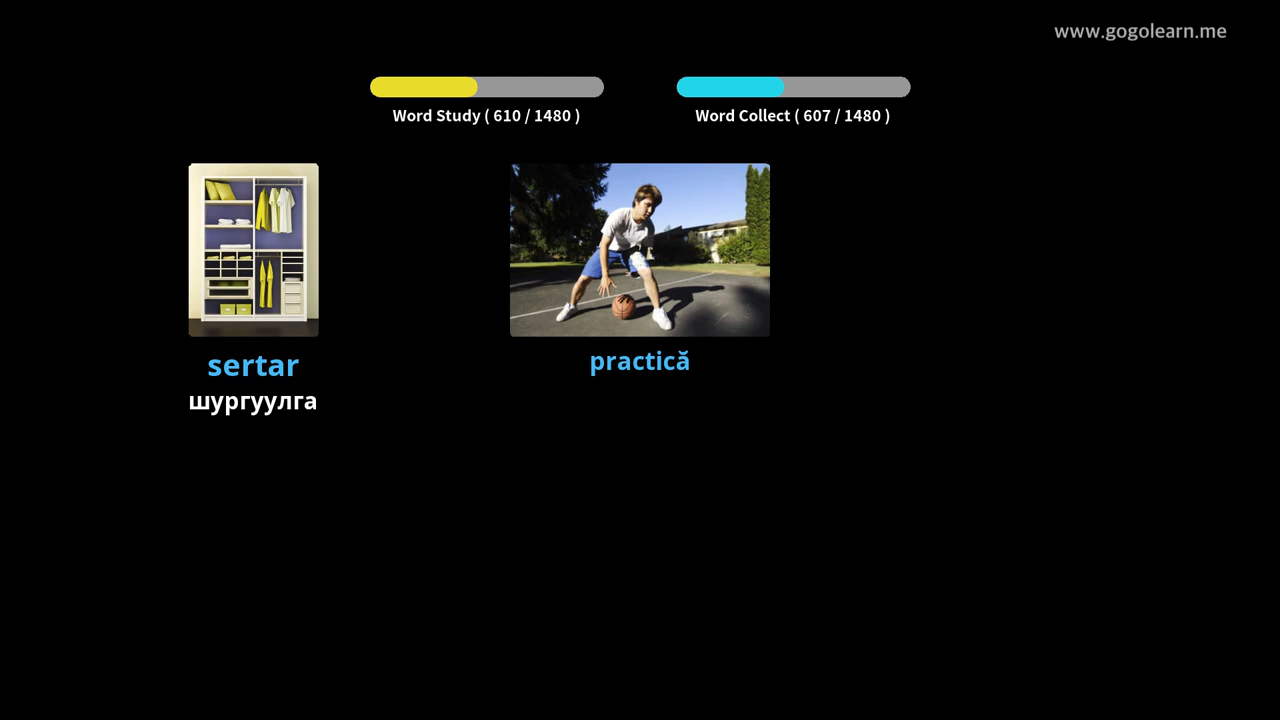 www.gogolearn.me
Word Study ( 610 / 1480 )
Word Collect ( 607 / 1480 )
sertar
шургуулга
practică